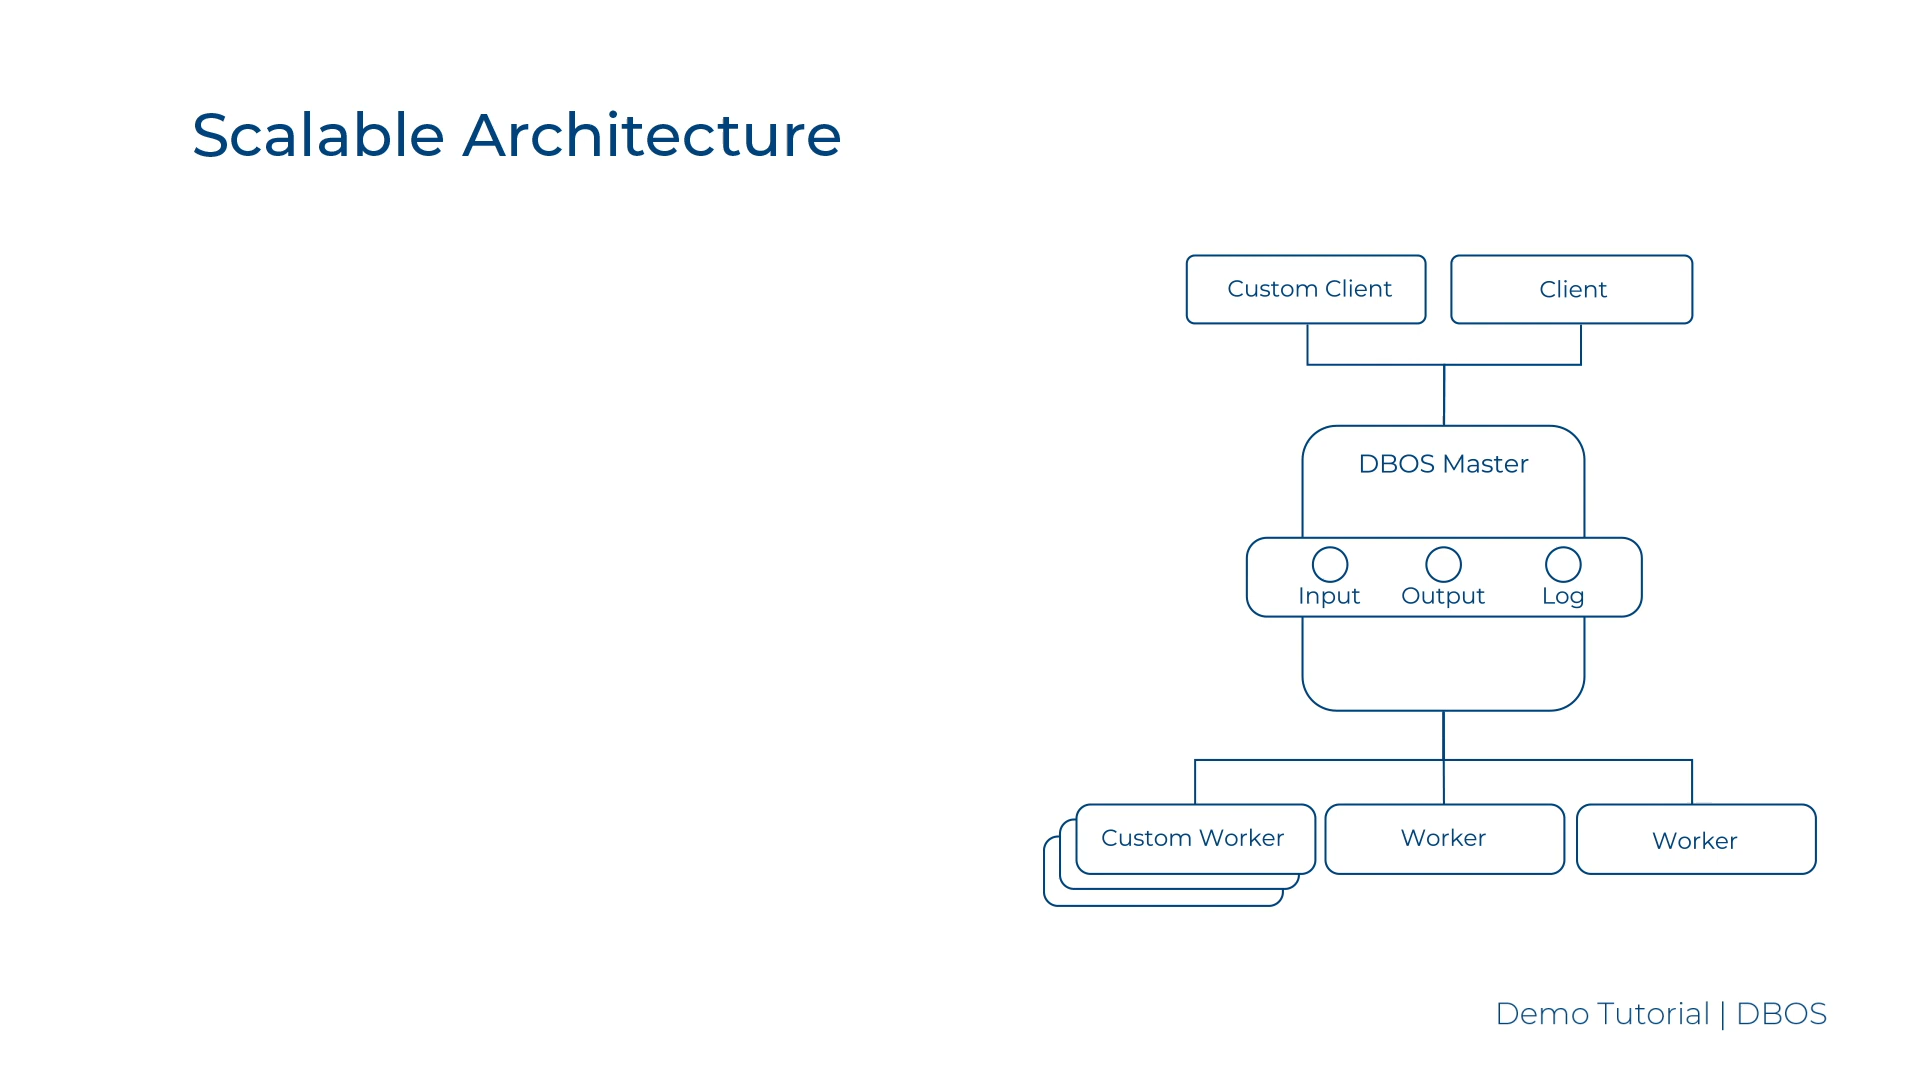 Scalable Architecture
Custom Client
Client
DBOS Master
Input
Output
Log
Custom Worker
Worker
Worker
Demo Tutorial | DBOS